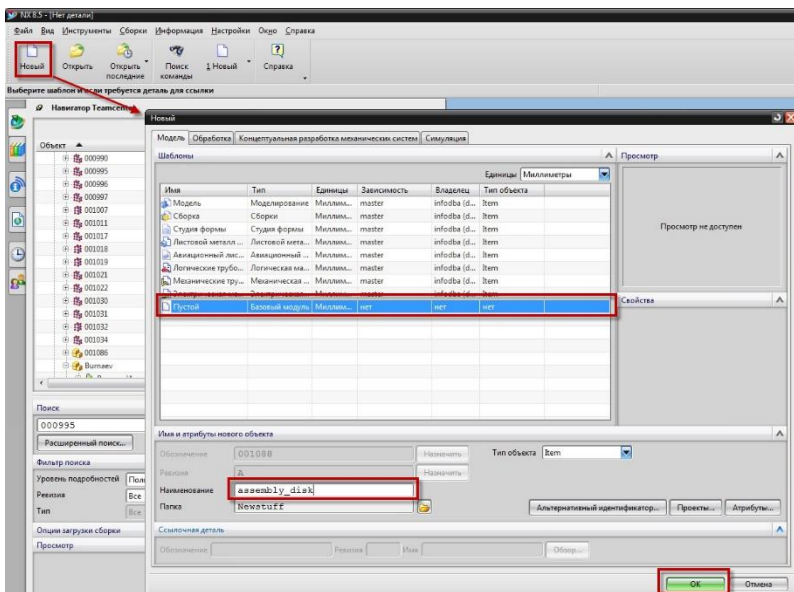 NX 8.5 - [Нет детали]
Файл Вид Инструменты Сборки Информация Настройки Окно Справка
Новый Открыть Открыть последние Поиск команды 1 Новый Справка
Выберите шаблон и если требуется деталь для ссылки
Навигатор Teamcenter
Новый
Модель Обработка Концептуальная разработка механических систем Симуляция
Объект
000990
000995
000996
000997
001007
001011
001017
001018
001019
001021
001022
001030
001031
001032
001034
001086
Burnaev
Шаблоны
Просмотр
Единицы Миллиметры
Имя Тип Единицы Зависимость Владелец Тип объекта
Модель Моделирование Миллим... master infodba (d... Item
Сборка Сборки Миллим... master infodba (d... Item
Студия формы Студия формы Миллим... master infodba (d... Item
Листовой металл ... Листовой мета... Миллим... master infodba (d... Item
Авиационный лис... Авиационный ... Миллим... master infodba (d... Item
Логические трубо... Логическая ма... Миллим... master infodba (d... Item
Механические тру... Механическая ... Миллим... master infodba (d... Item
Пустой Базовый модуль Миллим... нет нет нет
Просмотр не доступен
Свойства
Поиск
000995
Расширенный поиск...
Фильтр поиска
Уровень подробностей
Ревизия Все
Тип Все
Опции загрузки сборки
Просмотр
Имя и атрибуты нового объекта
Обозначение 001088 Назначить Тип объекта Item
Ревизия A Назначить
Наименование assembly_disk
Папка Newstuff Альтернативный идентификатор... Проекты... Атрибуты...
Ссылочная деталь
Обозначение Ревизия Имя Обзор...
OK Отмена